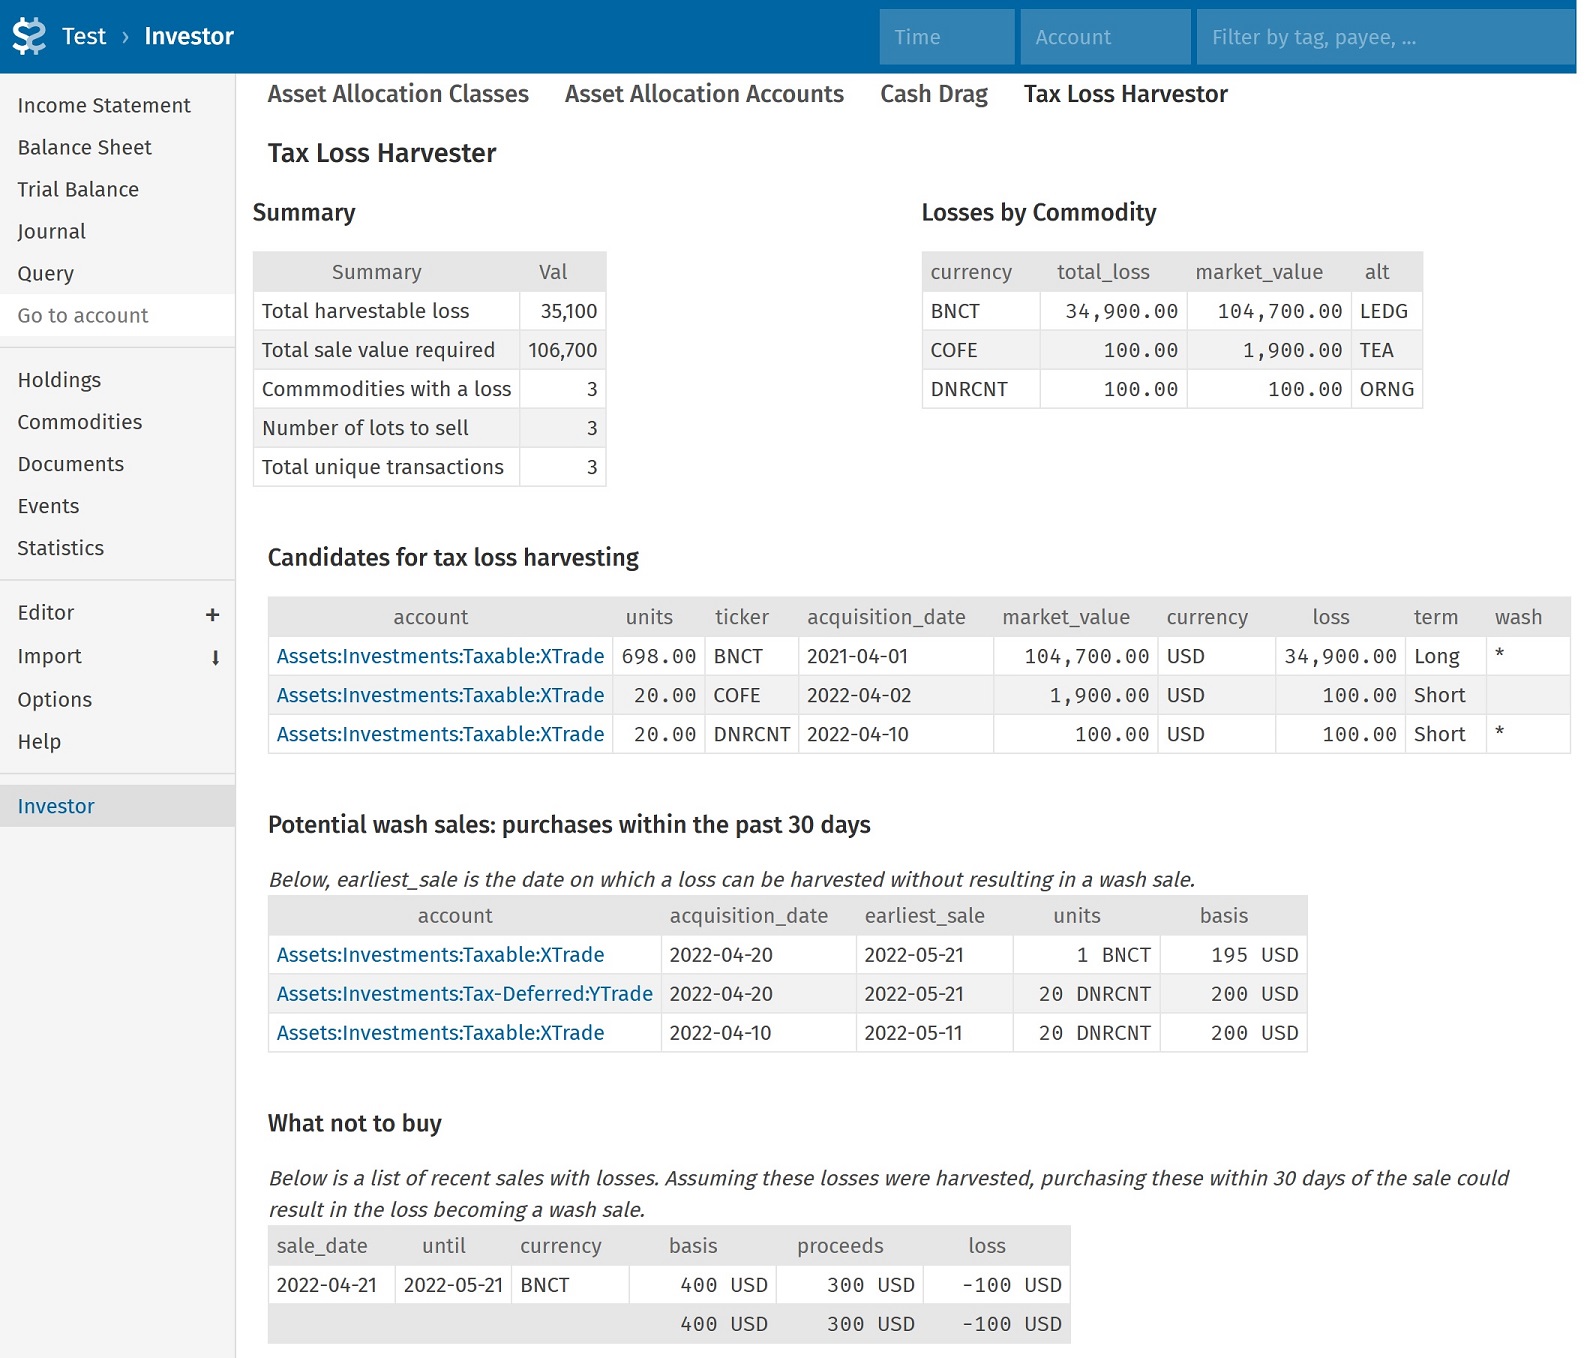 Test › Investor
Time Account Filter by tag, payee, ...
Income Statement
Balance Sheet
Trial Balance
Journal
Query
Go to account
Holdings
Commodities
Documents
Events
Statistics
Editor +
Import
Options
Help
Investor
Asset Allocation Classes Asset Allocation Accounts Cash Drag Tax Loss Harvestor
Tax Loss Harvester
Summary
Summary Val
Total harvestable loss 35,100
Total sale value required 106,700
Commmodities with a loss 3
Number of lots to sell 3
Total unique transactions 3
Losses by Commodity
currency total_loss market_value alt
BNCT 34,900.00 104,700.00 LEDG
COFE 100.00 1,900.00 TEA
DNRCNT 100.00 100.00 ORNG
Candidates for tax loss harvesting
account units ticker acquisition_date market_value currency loss term wash
Assets:Investments:Taxable:XTrade 698.00 BNCT 2021-04-01 104,700.00 USD 34,900.00 Long *
Assets:Investments:Taxable:XTrade 20.00 COFE 2022-04-02 1,900.00 USD 100.00 Short
Assets:Investments:Taxable:XTrade 20.00 DNRCNT 2022-04-10 100.00 USD 100.00 Short *
Potential wash sales: purchases within the past 30 days
Below, earliest_sale is the date on which a loss can be harvested without resulting in a wash sale.
account acquisition_date earliest_sale units basis
Assets:Investments:Taxable:XTrade 2022-04-20 2022-05-21 1 BNCT 195 USD
Assets:Investments:Tax-Deferred:YTrade 2022-04-20 2022-05-21 20 DNRCNT 200 USD
Assets:Investments:Taxable:XTrade 2022-04-10 2022-05-11 20 DNRCNT 200 USD
What not to buy
Below is a list of recent sales with losses. Assuming these losses were harvested, purchasing these within 30 days of the sale could
result in the loss becoming a wash sale.
sale_date until currency basis proceeds loss
2022-04-21 2022-05-21 BNCT 400 USD 300 USD -100 USD
400 USD 300 USD -100 USD